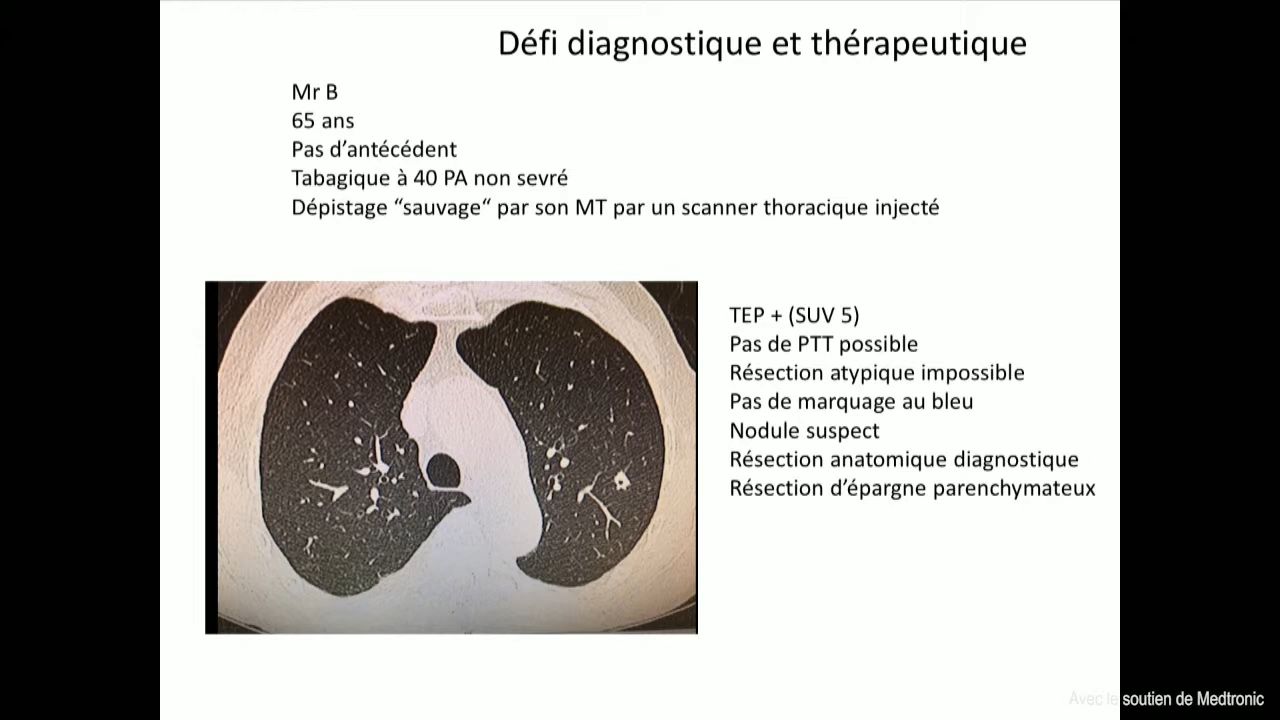 Défi diagnostique et thérapeutique
Mr B
65 ans
Pas d’antécédent
Tabagique à 40 PA non sevré
Dépistage “sauvage“ par son MT par un scanner thoracique injecté
TEP + (SUV 5)
Pas de PTT possible
Résection atypique impossible
Pas de marquage au bleu
Nodule suspect
Résection anatomique diagnostique
Résection d’épargne parenchymateux
Avec le soutien de Medtronic